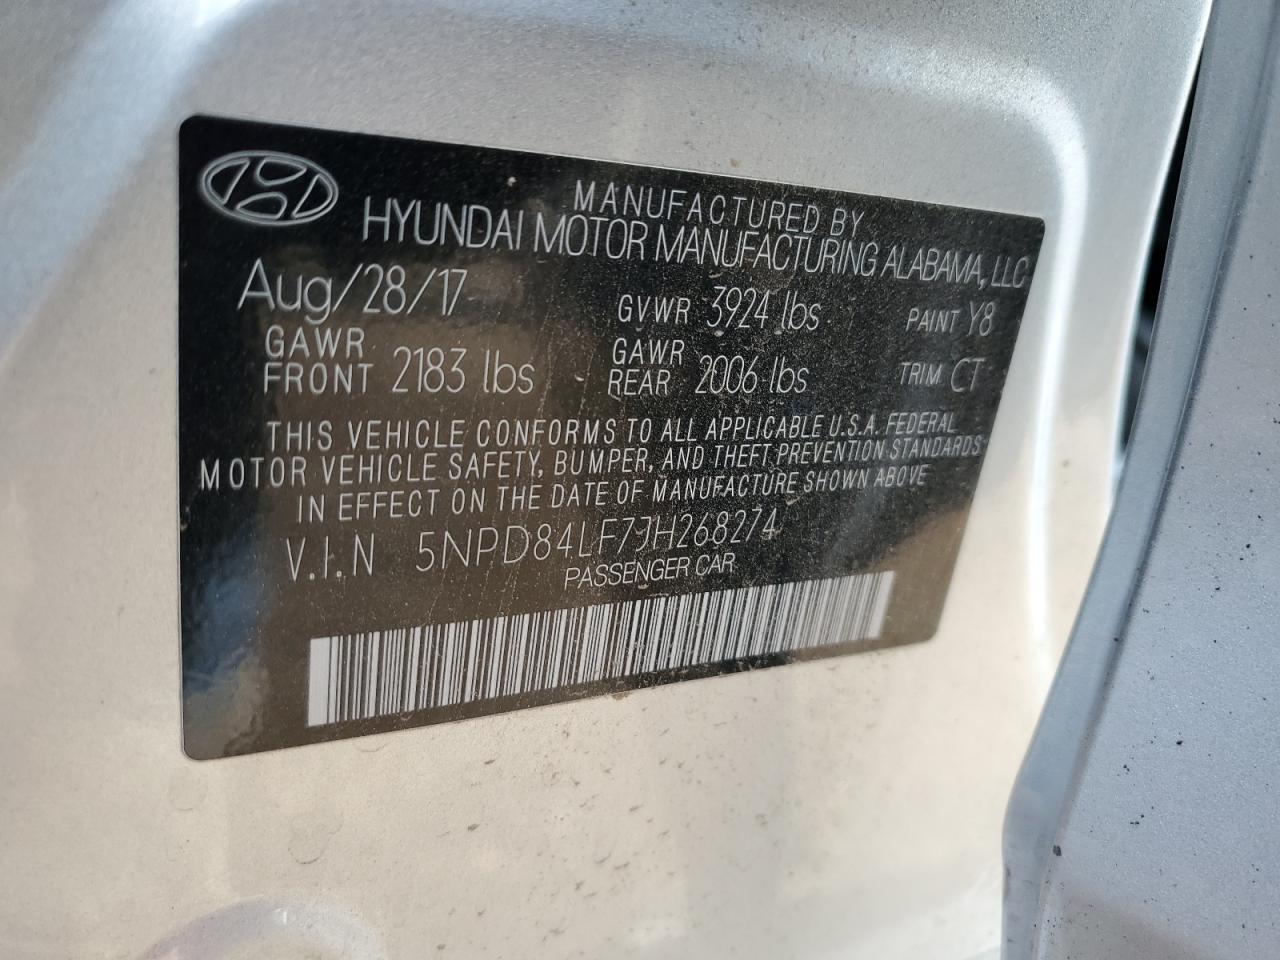 MANUFACTURED BY
HYUNDAI MOTOR MANUFACTURING ALABAMA, LLC
Aug/28/17 GVWR 3924 lbs PAINT Y8
GAWR FRONT 2183 lbs GAWR REAR 2006 lbs TRIM CT
THIS VEHICLE CONFORMS TO ALL APPLICABLE U.S.A. FEDERAL
MOTOR VEHICLE SAFETY, BUMPER, AND THEFT PREVENTION STANDARDS
IN EFFECT ON THE DATE OF MANUFACTURE SHOWN ABOVE
V.I.N 5NPD84LF7JH268274
PASSENGER CAR